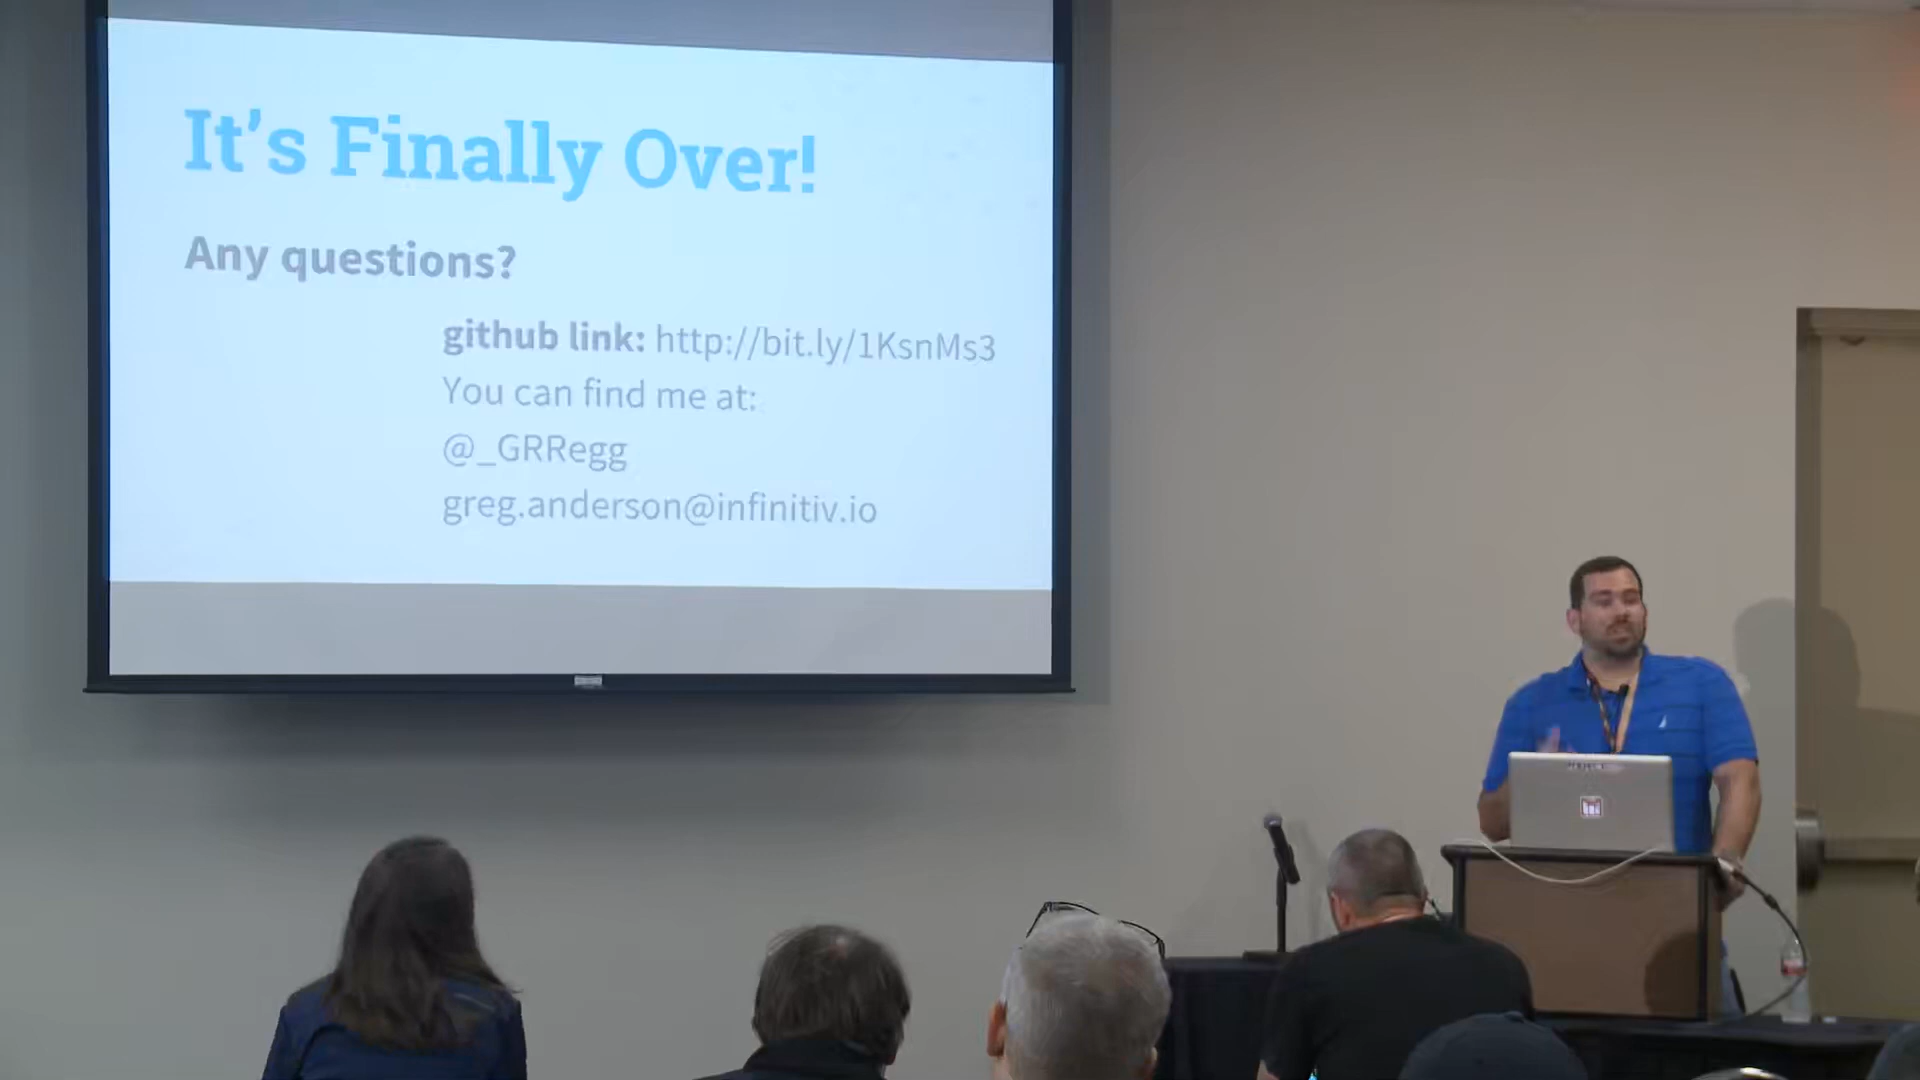 It's Finally Over!
Any questions?
github link: http://bit.ly/1KsnMs3
You can find me at:
@_GRRegg
greg.anderson@infinitiv.io